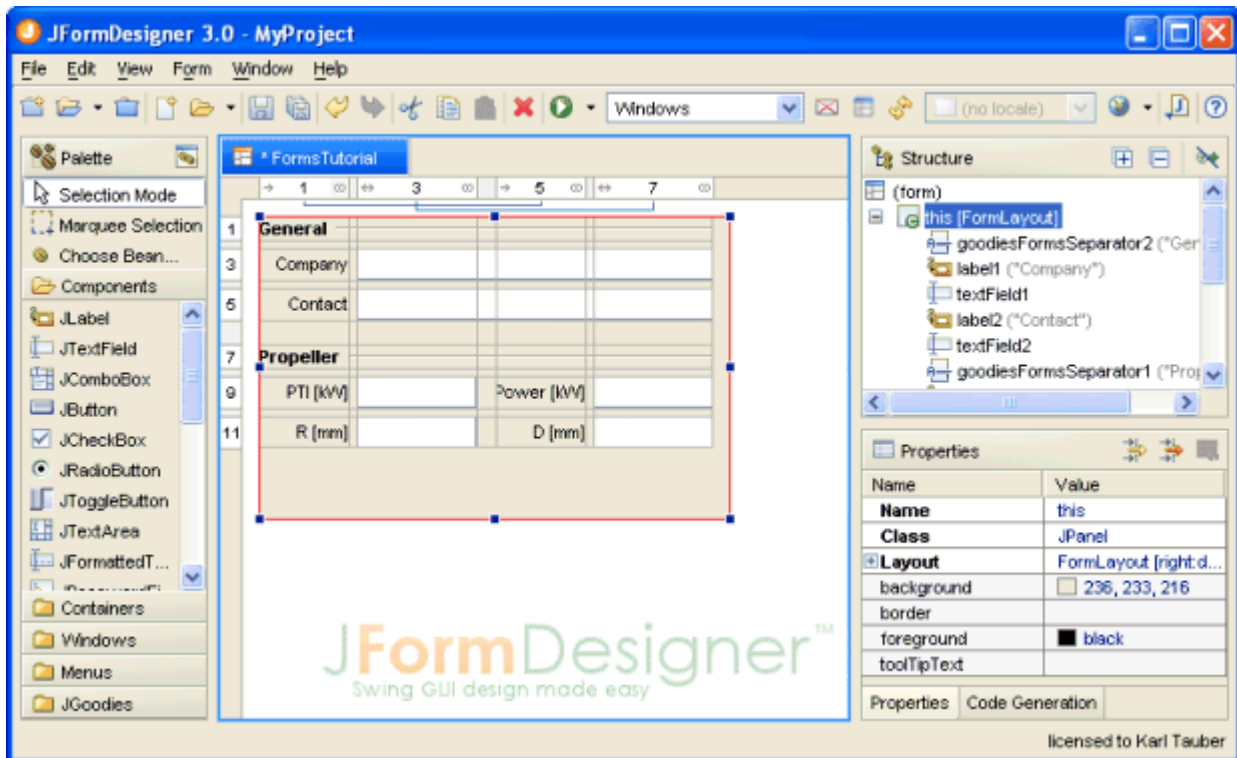 JFormDesigner 3.0 - MyProject
File Edit View Form Window Help
Windows
(no locale)
Palette
Selection Mode
Marquee Selection
Choose Bean...
Components
JLabel
JTextField
JComboBox
JButton
JCheckBox
JRadioButton
JToggleButton
JTextArea
JFormattedT...
Containers
Windows
Menus
JGoodies
* FormsTutorial
1 3 5 7
1 General
3 Company
5 Contact
7 Propeller
9 PTI [kW] Power [kW]
11 R [mm] D [mm]
JFormDesigner™
Swing GUI design made easy
Structure
(form)
this [FormLayout]
goodiesFormsSeparator2 ("Ger
label1 ("Company")
textField1
label2 ("Contact")
textField2
goodiesFormsSeparator1 ("Prop
Properties
Name Value
Name this
Class JPanel
Layout FormLayout [right:d...
background 236, 233, 216
border
foreground black
toolTipText
Properties Code Generation
licensed to Karl Tauber